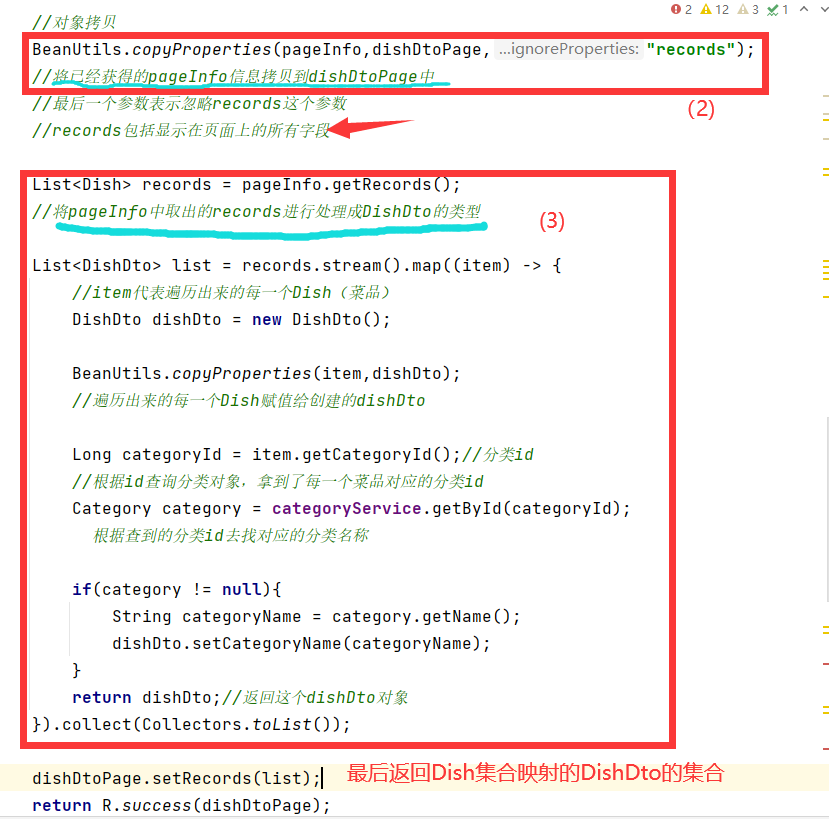 2 12 3 1
//对象拷贝
BeanUtils.copyProperties(pageInfo,dishDtoPage, ...ignoreProperties: "records");
//将已经获得的pageInfo信息拷贝到dishDtoPage中
//最后一个参数表示忽略records这个参数
(2)
//records包括显示在页面上的所有字段
List<Dish> records = pageInfo.getRecords();
//将pageInfo中取出的records进行处理成DishDto的类型
(3)
List<DishDto> list = records.stream().map((item) -> {
//item代表遍历出来的每一个Dish（菜品）
DishDto dishDto = new DishDto();
BeanUtils.copyProperties(item,dishDto);
//遍历出来的每一个Dish赋值给创建的dishDto
Long categoryId = item.getCategoryId();//分类id
//根据id查询分类对象，拿到了每一个菜品对应的分类id
Category category = categoryService.getById(categoryId);
根据查到的分类id去找对应的分类名称
if(category != null){
String categoryName = category.getName();
dishDto.setCategoryName(categoryName);
}
return dishDto;//返回这个dishDto对象
}).collect(Collectors.toList());
dishDtoPage.setRecords(list); 最后返回Dish集合映射的DishDto的集合
return R.success(dishDtoPage);